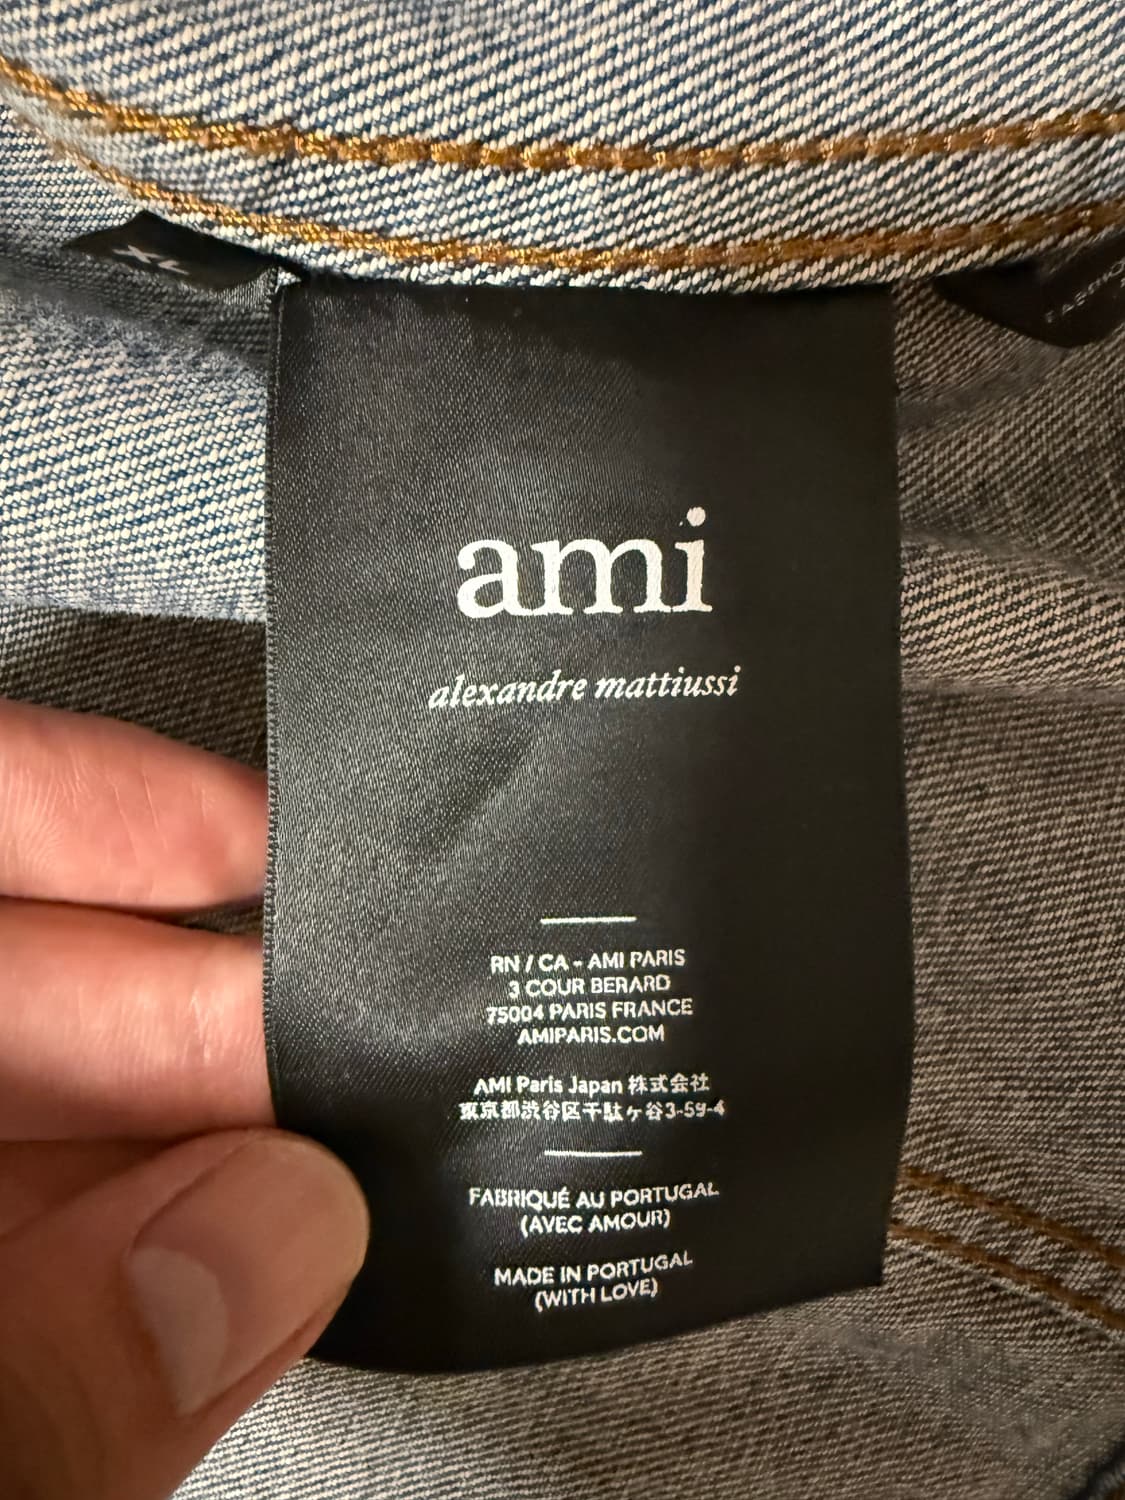 XL
ami
alexandre mattiussi
RN / CA - AMI PARIS
3 COUR BERARD
75004 PARIS FRANCE
AMIPARIS.COM
AMI Paris Japan 株式会社
東京都渋谷区千駄ヶ谷3-59-4
FABRIQUÉ AU PORTUGAL
(AVEC AMOUR)
MADE IN PORTUGAL
(WITH LOVE)